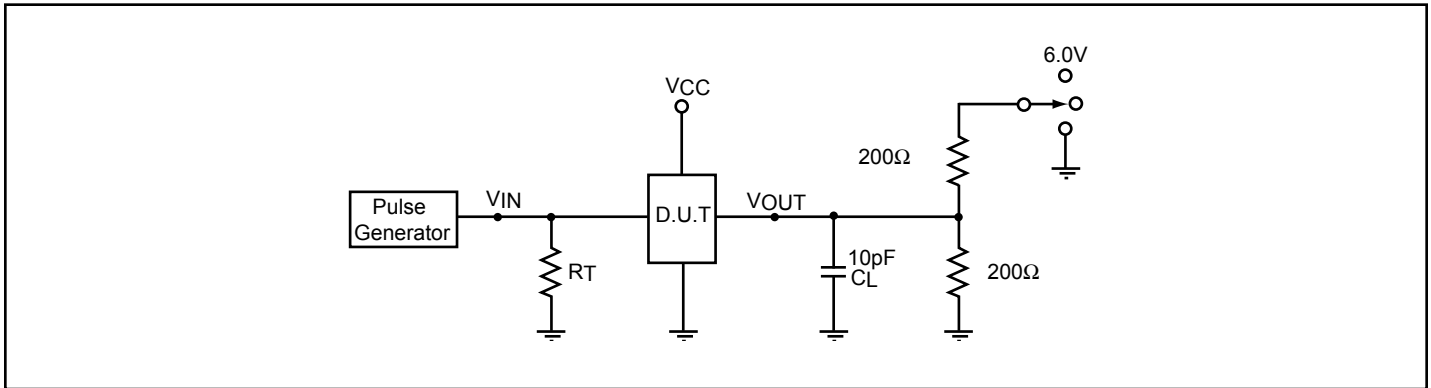 6.0V
VCC
200Ω
Pulse
Generator
VIN
D.U.T
VOUT
RT
10pF
CL
200Ω